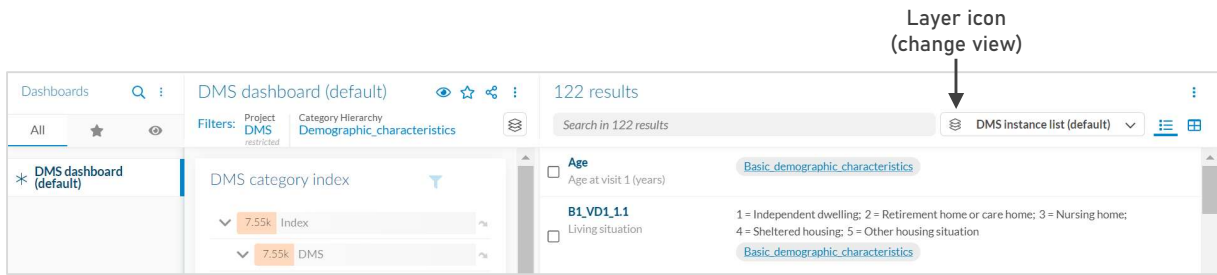 Layer icon
(change view)
Dashboards
All
DMS dashboard
(default)
DMS dashboard (default)
Filters:
Project
DMS
restricted
Category Hierarchy
Demographic_characteristics
DMS category index
7.55k Index
7.55k DMS
122 results
Search in 122 results
DMS instance list (default)
Age
Age at visit 1 (years)
Basic_demographic_characteristics
B1_VD1_1.1
Living situation
1 = Independent dwelling; 2 = Retirement home or care home; 3 = Nursing home;
4 = Sheltered housing; 5 = Other housing situation
Basic_demographic_characteristics